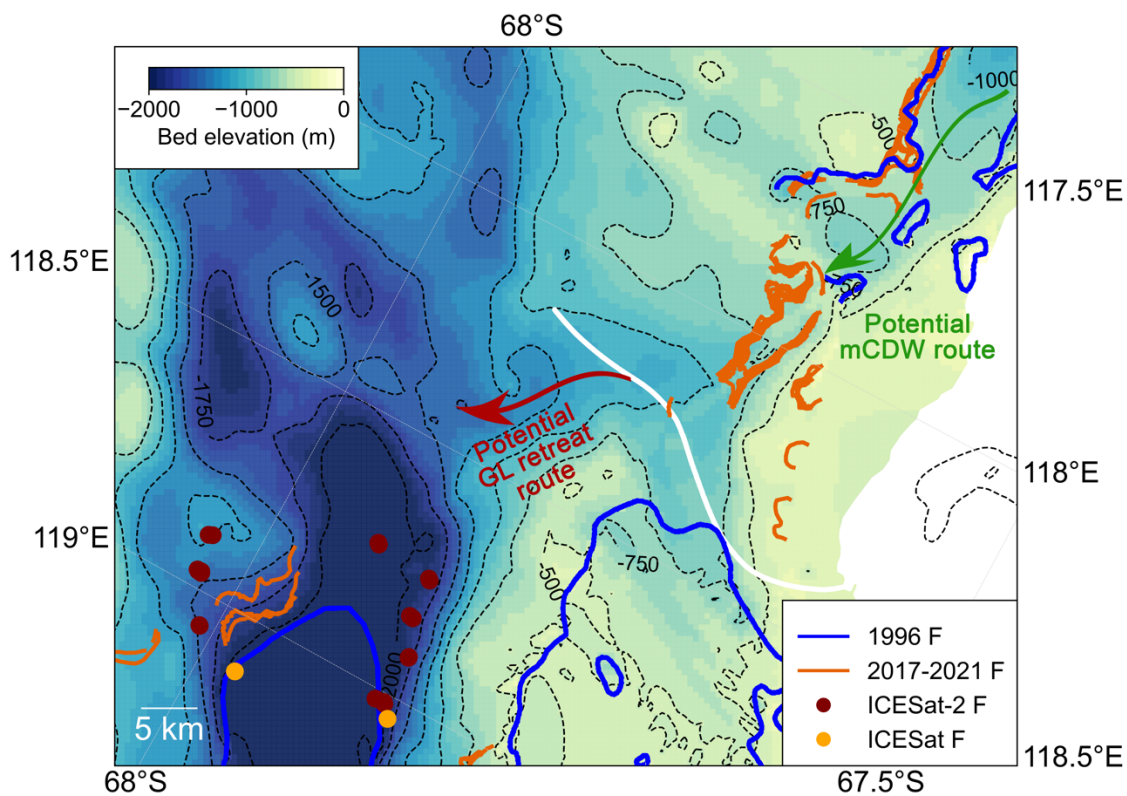 68°S
−2000
−1000
0
Bed elevation (m)
-1000
-500
117.5°E
750
118.5°E
1500
-750
Potential
mCDW route
-1750
Potential
GL retreat
route
118°E
119°E
-750
-500
1996 F
2017-2021 F
ICESat-2 F
ICESat F
-2000
5 km
118.5°E
68°S
67.5°S